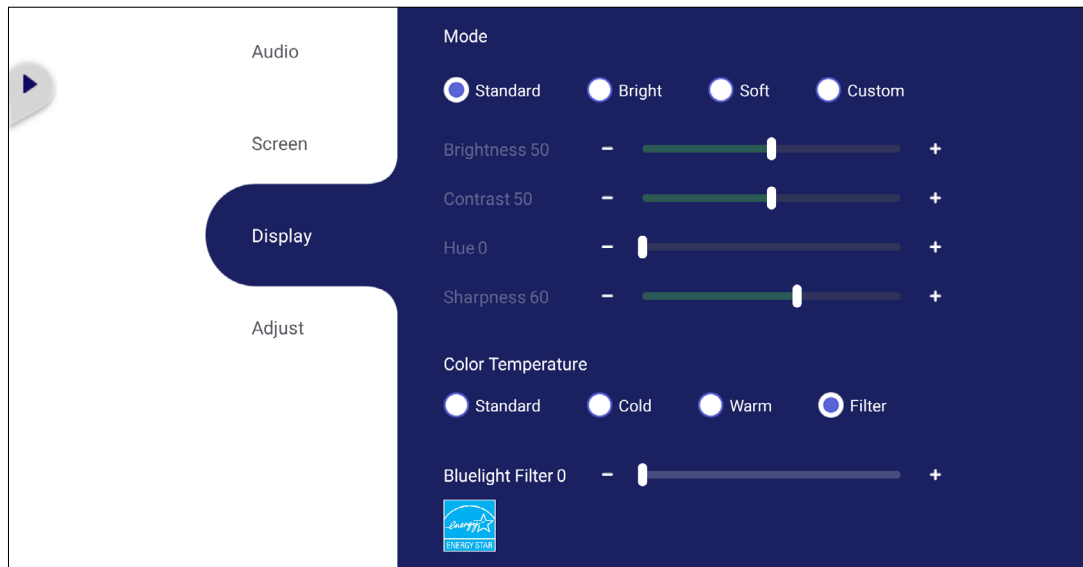 Audio
Screen
Display
Adjust
Mode
Standard Bright Soft Custom
Brightness 50 - +
Contrast 50 - +
Hue 0 - +
Sharpness 60 - +
Color Temperature
Standard Cold Warm Filter
Bluelight Filter 0 - +
energy
ENERGY STAR